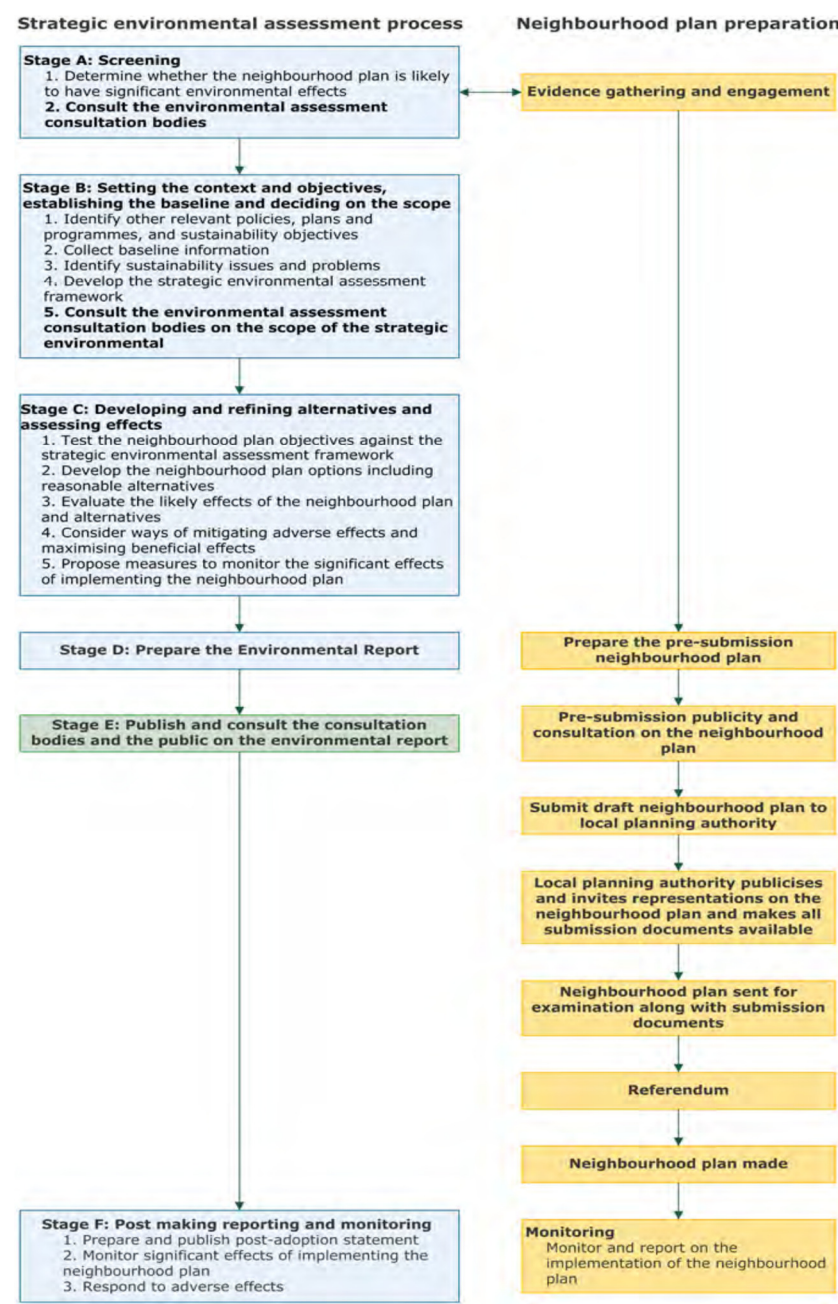 Strategic environmental assessment process
Neighbourhood plan preparation
Stage A: Screening
1. Determine whether the neighbourhood plan is likely
to have significant environmental effects
2. Consult the environmental assessment
consultation bodies
Evidence gathering and engagement
Stage B: Setting the context and objectives,
establishing the baseline and deciding on the scope
1. Identify other relevant policies, plans and
programmes, and sustainability objectives
2. Collect baseline information
3. Identify sustainability issues and problems
4. Develop the strategic environmental assessment
framework
5. Consult the environmental assessment
consultation bodies on the scope of the strategic
environmental
Stage C: Developing and refining alternatives and
assessing effects
1. Test the neighbourhood plan objectives against the
strategic environmental assessment framework
2. Develop the neighbourhood plan options including
reasonable alternatives
3. Evaluate the likely effects of the neighbourhood plan
and alternatives
4. Consider ways of mitigating adverse effects and
maximising beneficial effects
5. Propose measures to monitor the significant effects
of implementing the neighbourhood plan
Stage D: Prepare the Environmental Report
Prepare the pre-submission
neighbourhood plan
Stage E: Publish and consult the consultation
bodies and the public on the environmental report
Pre-submission publicity and
consultation on the neighbourhood
plan
Submit draft neighbourhood plan to
local planning authority
Local planning authority publicises
and invites representations on the
neighbourhood plan and makes all
submission documents available
Neighbourhood plan sent for
examination along with submission
documents
Referendum
Neighbourhood plan made
Stage F: Post making reporting and monitoring
1. Prepare and publish post-adoption statement
2. Monitor significant effects of implementing the
neighbourhood plan
3. Respond to adverse effects
Monitoring
Monitor and report on the
implementation of the neighbourhood
plan